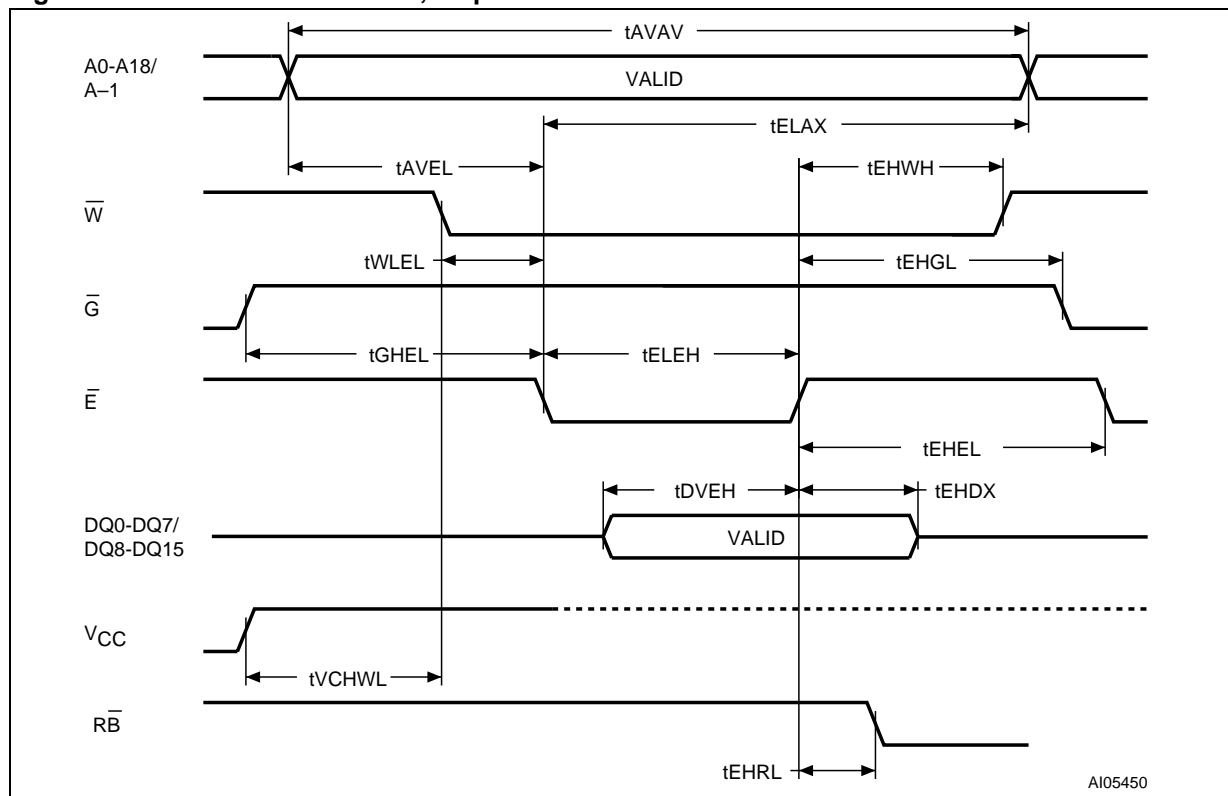 tAVAV
A0-A18/
A–1
VALID
tELAX
tAVEL
tEHWH
W̅
tWLEL
tEHGL
G̅
tGHEL
tELEH
E̅
tEHEL
tDVEH
tEHDX
DQ0-DQ7/
DQ8-DQ15
VALID
VCC
tVCHWL
RB̅
tEHRL
AI05450